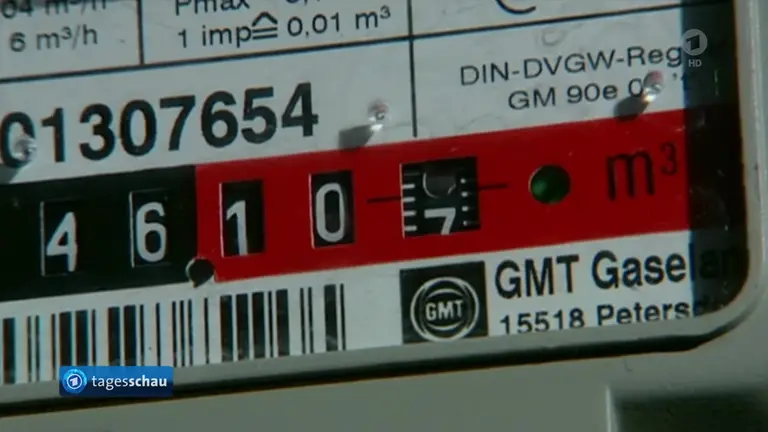 6 m³/h
1 imp≙ 0,01 m³
HD
DIN-DVGW-Reg
GM 90e
01307654
4 6 1 0 7
m³
GMT
GMT Gaselan
15518 Peters
tagesschau